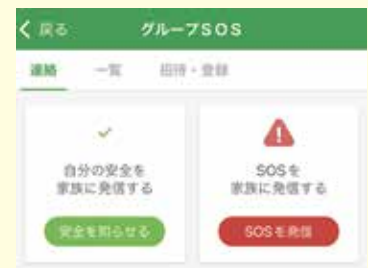 戻る
グループSOS
連絡 一覧 招待・登録
自分の安全を
家族に発信する
安全を知らせる
SOSを
家族に発信する
SOSを発信